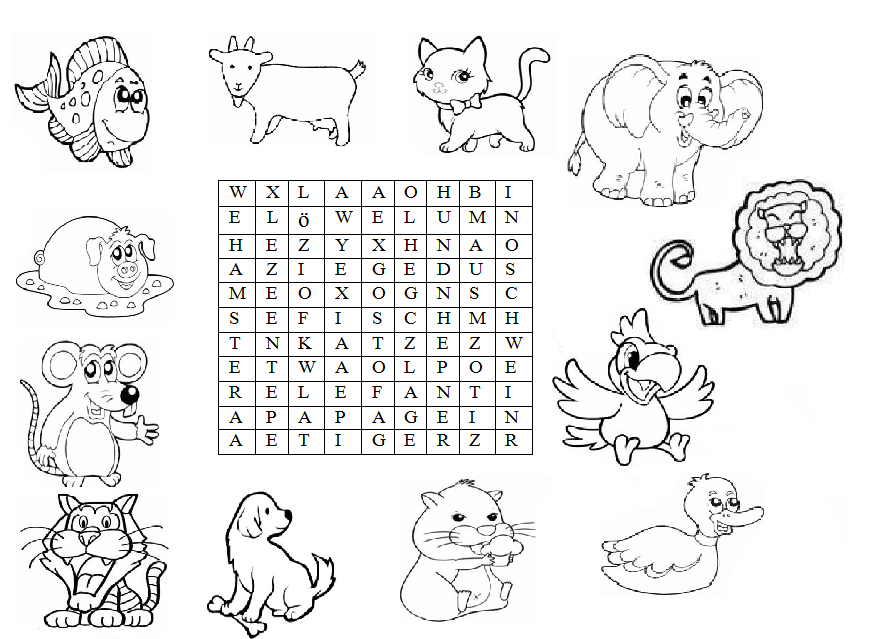 W X L A A O H B I
E L ö W E L U M N
H E Z Y X H N A O
A Z I E G E D U S
M E O X O G N S C
S E F I S C H M H
T N K A T Z E Z W
E T W A O L P O E
R E L E F A N T I
A P A P A G E I N
A E T I G E R Z R